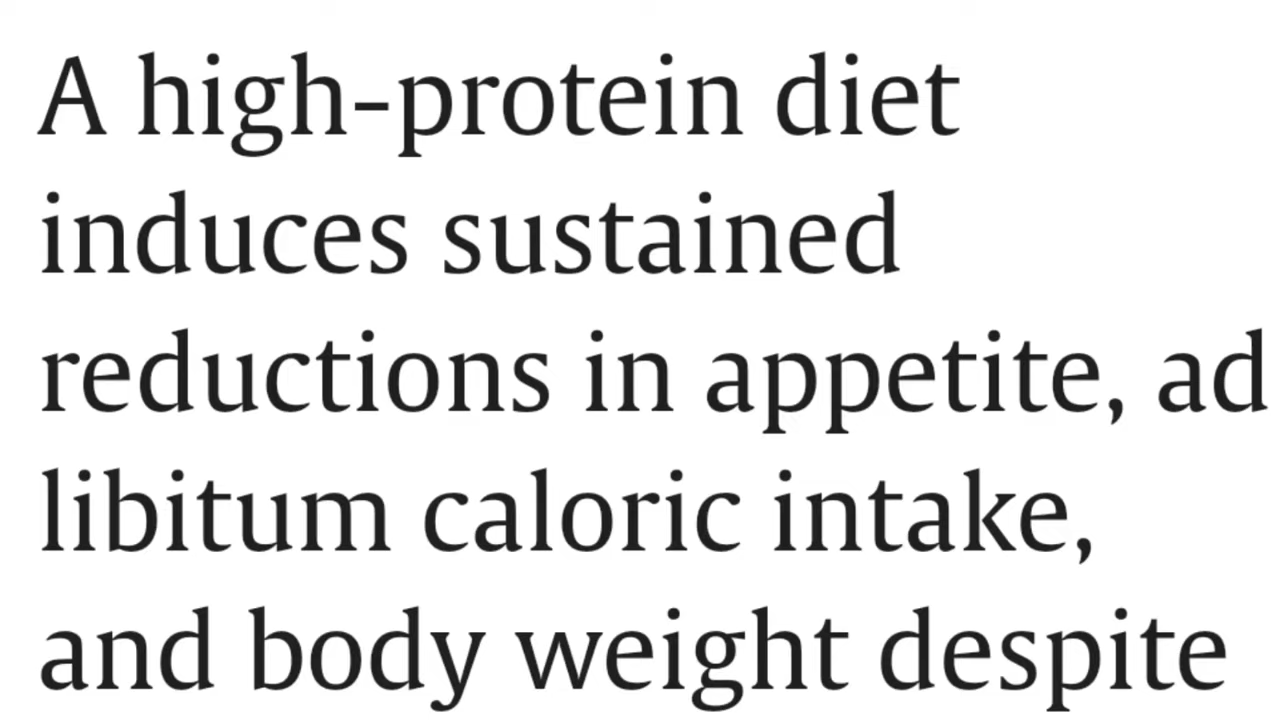 A high-protein diet
induces sustained
reductions in appetite, ad
libitum caloric intake,
and body weight despite